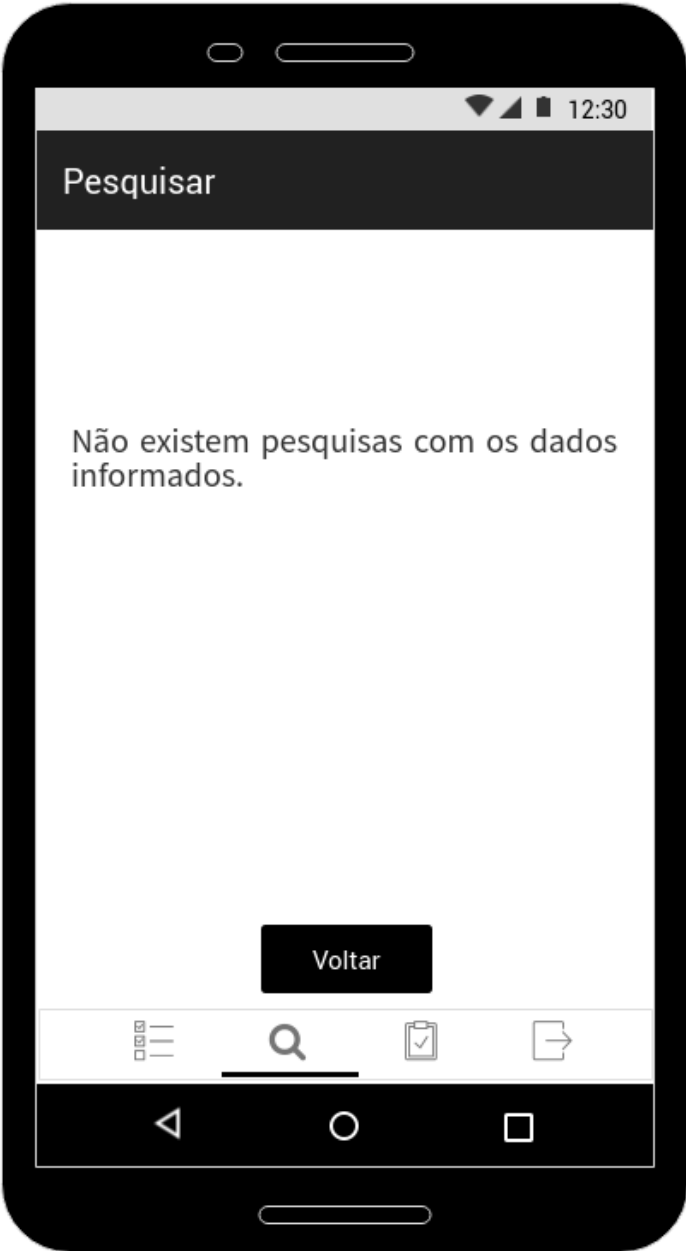 12:30
Pesquisar
Não existem pesquisas com os dados
informados.
Voltar